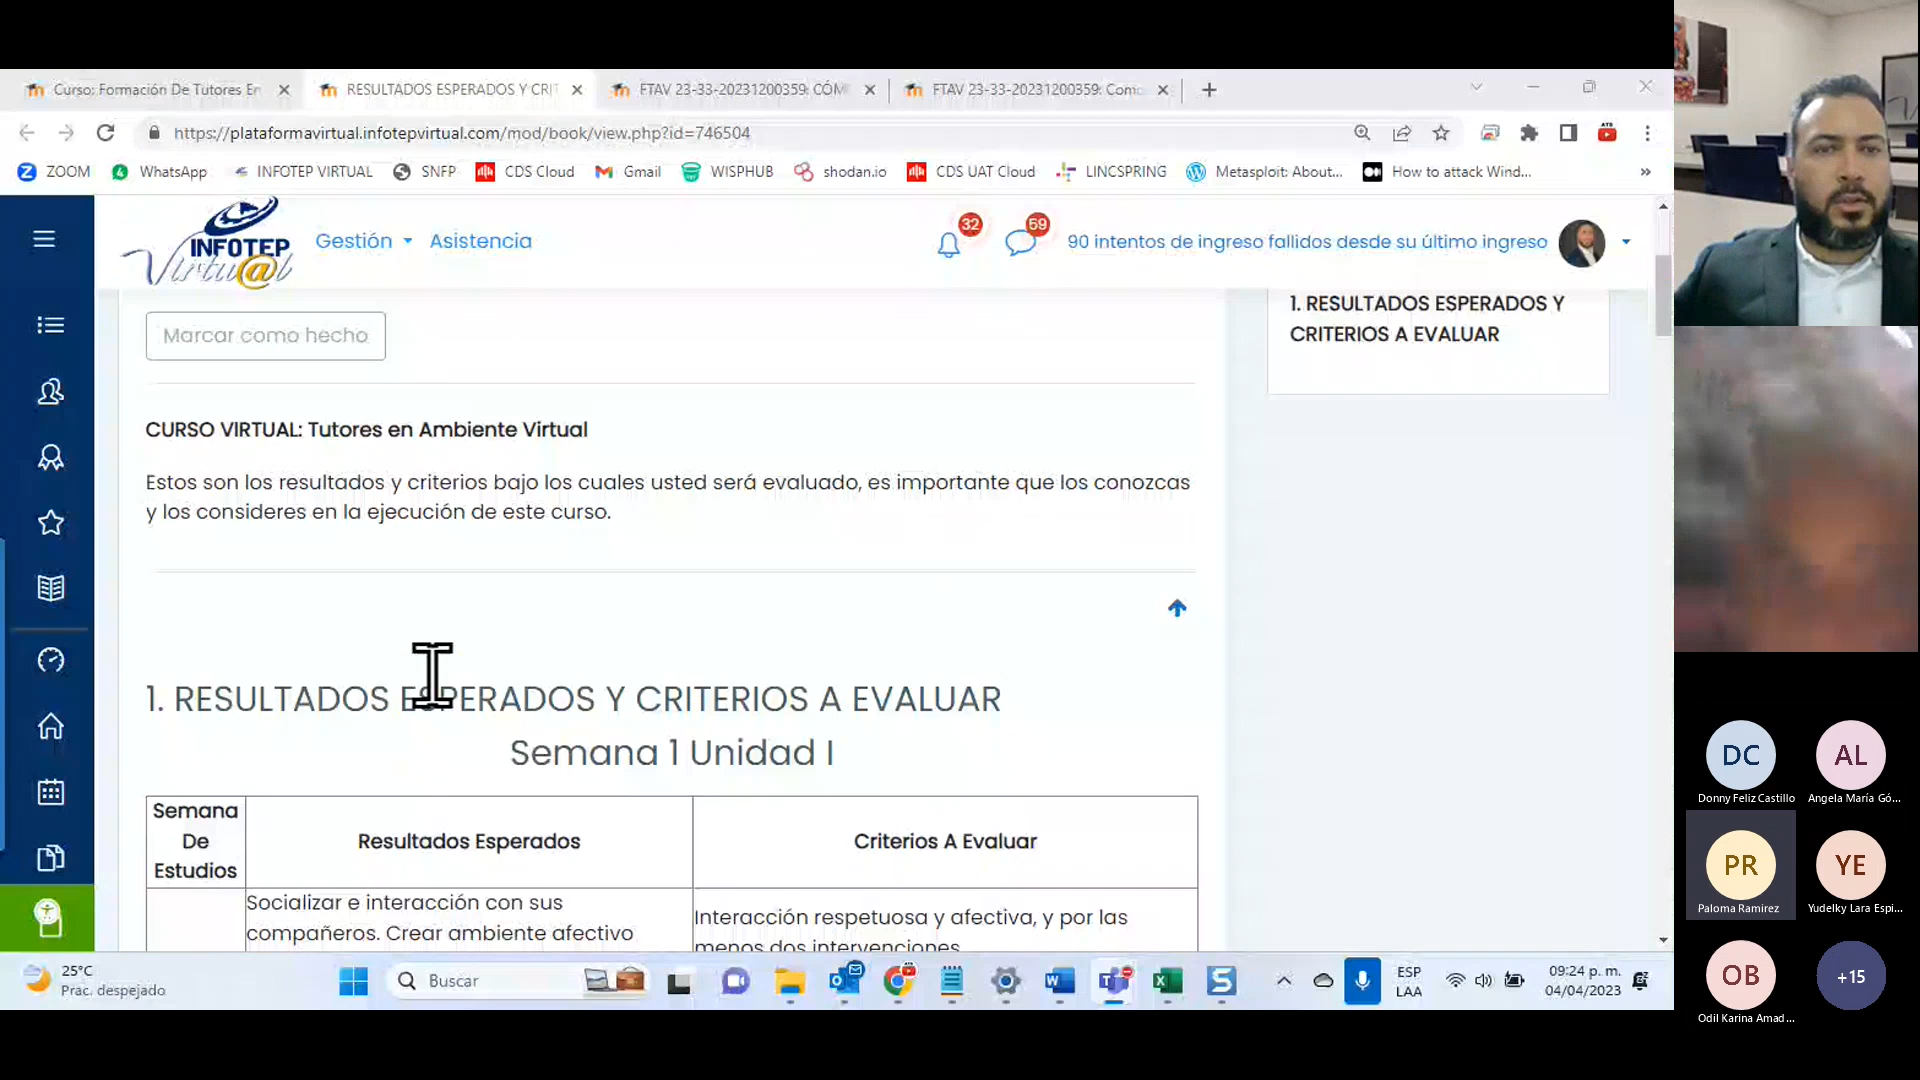 Curso: Formación De Tutores En
RESULTADOS ESPERADOS Y CRIT
FTAV 23-33-20231200359: CÓM
FTAV 23-33-20231200359: Como
https://plataformavirtual.infotepvirtual.com/mod/book/view.php?id=746504
ZOOM
WhatsApp
INFOTEP VIRTUAL
SNFP
CDS Cloud
Gmail
WISPHUB
shodan.io
CDS UAT Cloud
LINCSPRING
Metasploit: About...
How to attack Wind...
INFOTEP
Virtu@l
Gestión
Asistencia
32
59
90 intentos de ingreso fallidos desde su último ingreso
1. RESULTADOS ESPERADOS Y
CRITERIOS A EVALUAR
Marcar como hecho
CURSO VIRTUAL: Tutores en Ambiente Virtual
Estos son los resultados y criterios bajo los cuales usted será evaluado, es importante que los conozcas
y los consideres en la ejecución de este curso.
1. RESULTADOS ESPERADOS Y CRITERIOS A EVALUAR
Semana 1 Unidad I
Semana
De
Estudios
Resultados Esperados
Criterios A Evaluar
Socializar e interacción con sus
compañeros. Crear ambiente afectivo
Interacción respetuosa y afectiva, y por las
menos dos intervenciones
DC
Donny Feliz Castillo
AL
Angela María Gó...
PR
Paloma Ramirez
YE
Yudelky Lara Espi...
OB
Odil Karina Amad...
+15
25°C
Prac. despejado
Buscar
ESP
LAA
09:24 p. m.
04/04/2023